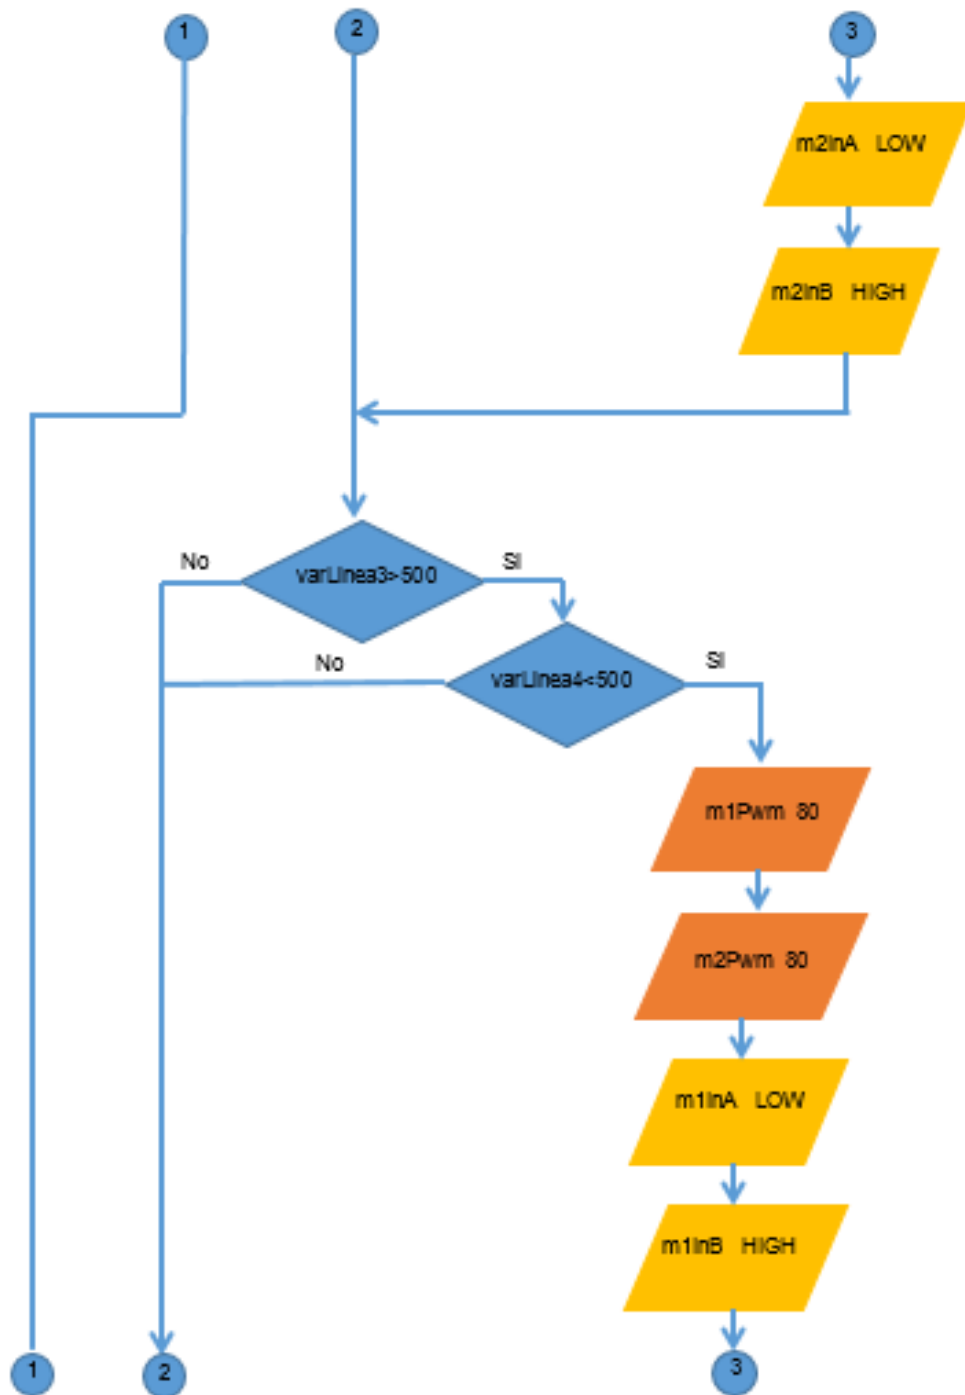 1
2
3
m2InA LOW
m2InB HIGH
No
varLinea3>500
SI
No
varLinea4<500
SI
m1Pwm 80
m2Pwm 80
m1InA LOW
m1InB HIGH
1
2
3